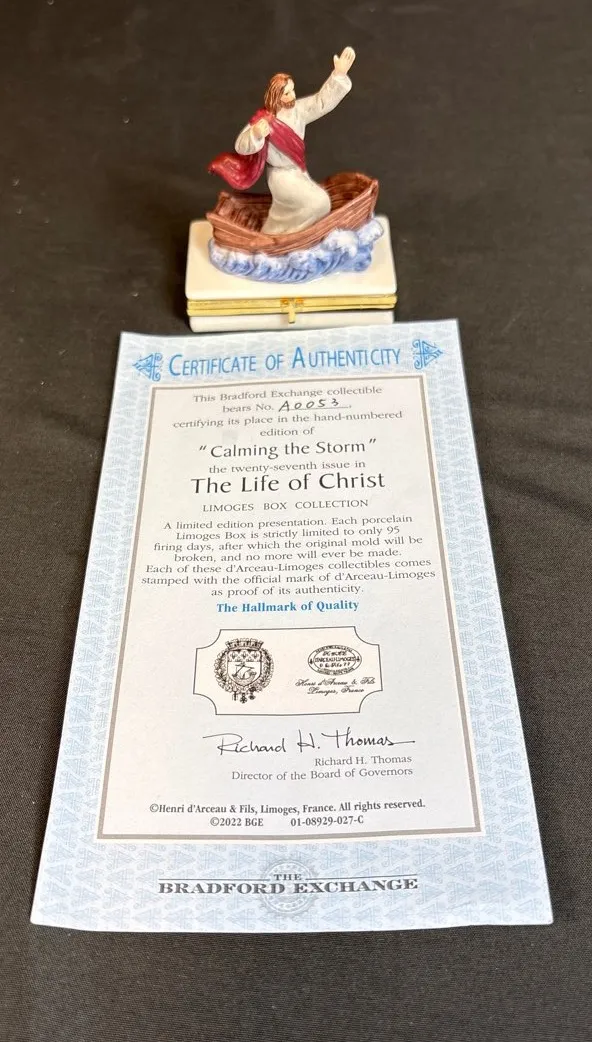 CERTIFICATE OF AUTHENTICITY
This Bradford Exchange collectible
bears No. A0053,
certifying its place in the hand-numbered
edition of
"Calming the Storm"
the twenty-seventh issue in
The Life of Christ
LIMOGES BOX COLLECTION
A limited edition presentation. Each porcelain
Limoges Box is strictly limited to only 95
firing days, after which the original mold will be
broken, and no more will ever be made.
Each of these d'Arceau-Limoges collectibles comes
stamped with the official mark of d'Arceau-Limoges
as proof of its authenticity.
The Hallmark of Quality
D'ARCEAU-LIMOGES
Henri d'Arceau & Fils
Limoges, France
Richard H. Thomas
Richard H. Thomas
Director of the Board of Governors
©Henri d'Arceau & Fils, Limoges, France. All rights reserved.
©2022 BGE 01-08929-027-C
THE
BRADFORD EXCHANGE